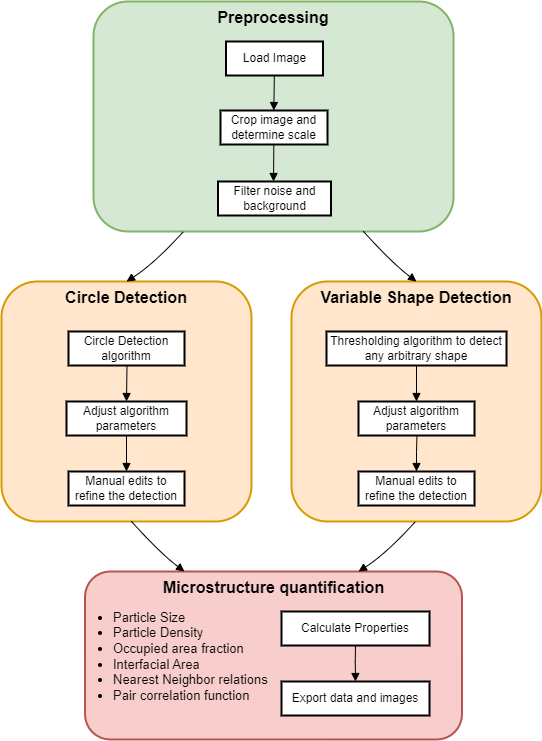 Preprocessing
Load Image
Crop image and
determine scale
Filter noise and
background
Circle Detection
Circle Detection
algorithm
Adjust algorithm
parameters
Manual edits to
refine the detection
Variable Shape Detection
Thresholding algorithm to detect
any arbitrary shape
Adjust algorithm
parameters
Manual edits to
refine the detection
Microstructure quantification
• Particle Size
• Particle Density
• Occupied area fraction
• Interfacial Area
• Nearest Neighbor relations
• Pair correlation function
Calculate Properties
Export data and images